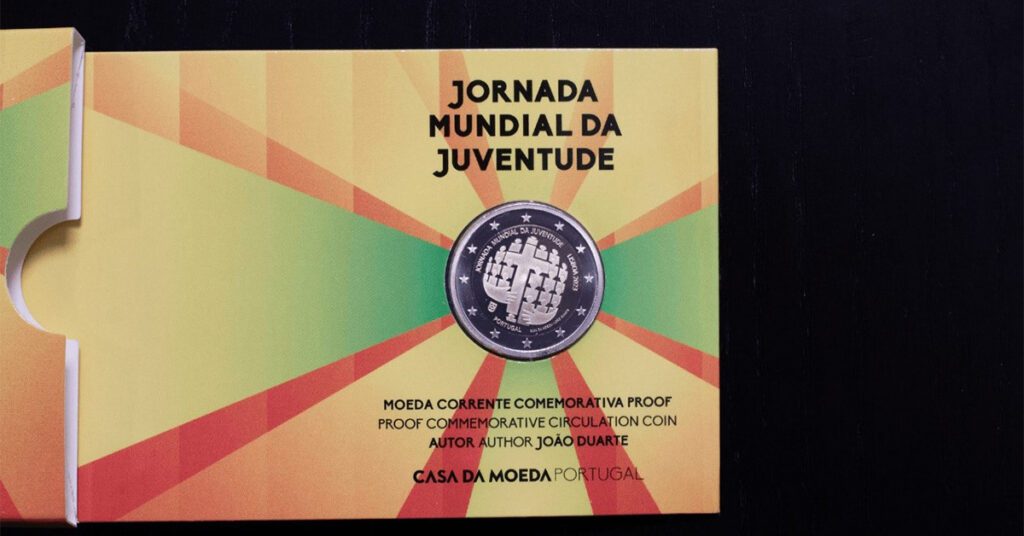 JORNADA
MUNDIAL DA
JUVENTUDE
JORNADA MUNDIAL DA JUVENTUDE LISBOA 2023
PORTUGAL
MOEDA CORRENTE COMEMORATIVA PROOF
PROOF COMMEMORATIVE CIRCULATION COIN
AUTOR AUTHOR JOÃO DUARTE
CASA DA MOEDA PORTUGAL